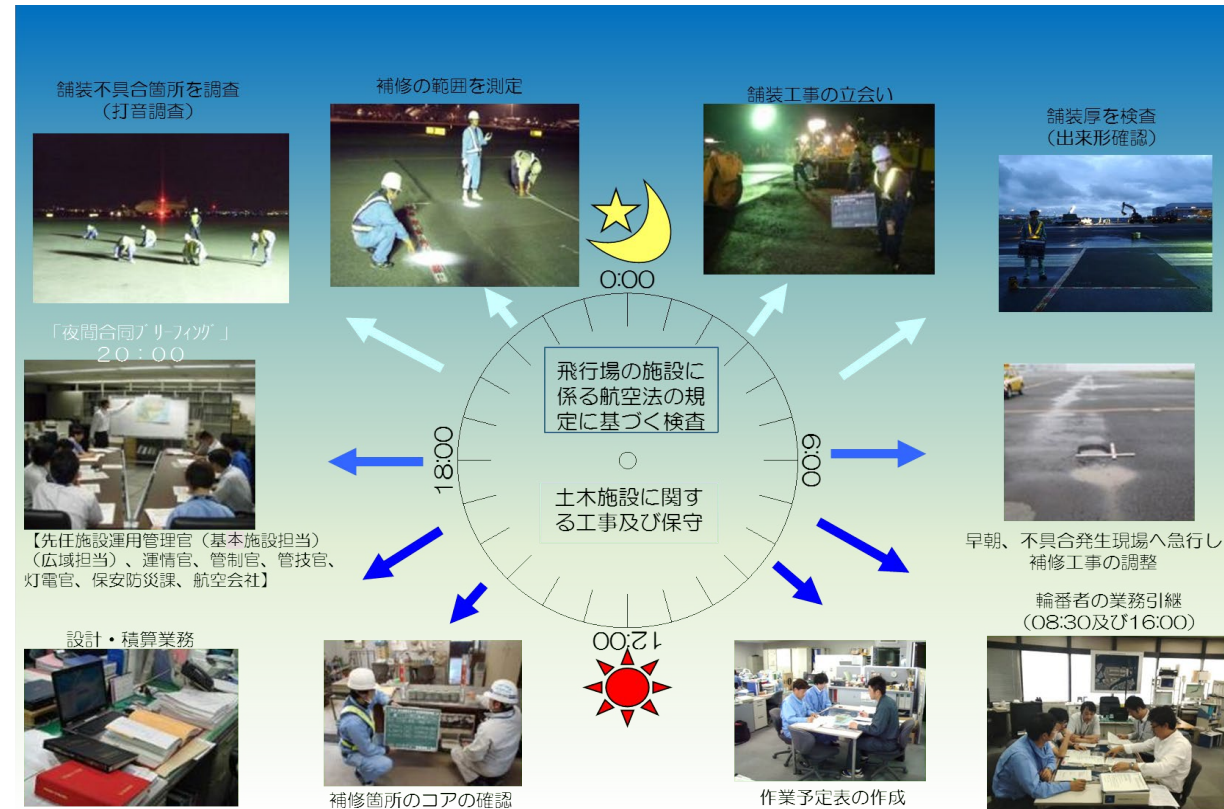 舗装不具合箇所を調査
（打音調査）
補修の範囲を測定
舗装工事の立会い
舗装厚を検査
（出来形確認）
0:00
「夜間合同ﾌﾞﾘｰﾌｨﾝｸﾞ」
２０：００
飛行場の施設に
係る航空法の規
定に基づく検査
18:00
6:00
土木施設に関す
る工事及び保守
【先任施設運用管理官（基本施設担当）
（広域担当）、運情官、管制官、管技官、
灯電官、保安防災課、航空会社】
早朝、不具合発生現場へ急行し
補修工事の調整
輪番者の業務引継
（08:30及び16:00）
設計・積算業務
12:00
補修箇所のコアの確認
作業予定表の作成